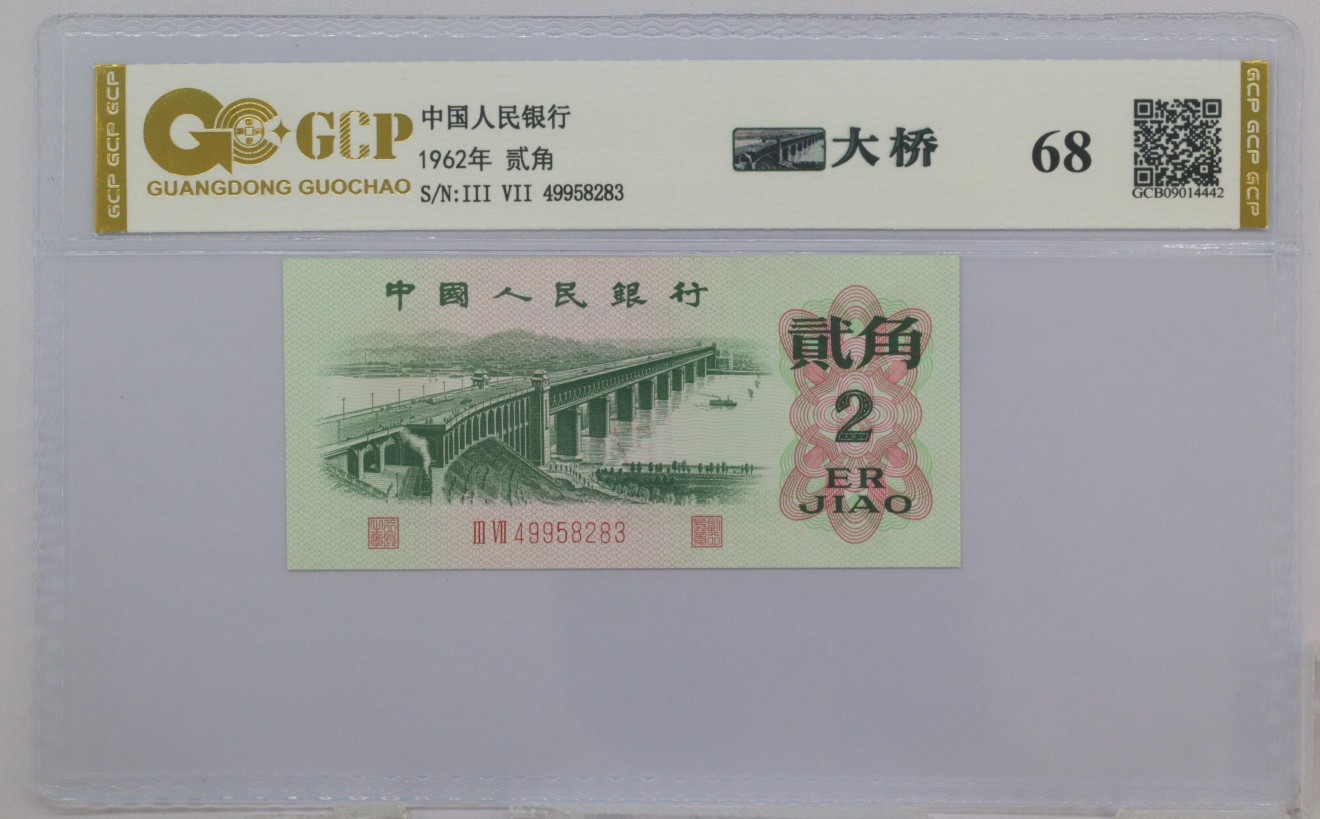 GCP GCP GCP
GCP
GUANGDONG GUOCHAO
中国人民银行
1962年 贰角
S/N:III VII 49958283
大桥
68
GCB09014442
GCP GCP GCP
中國人民銀行
貳角
2
ER
JIAO
III VII 49958283